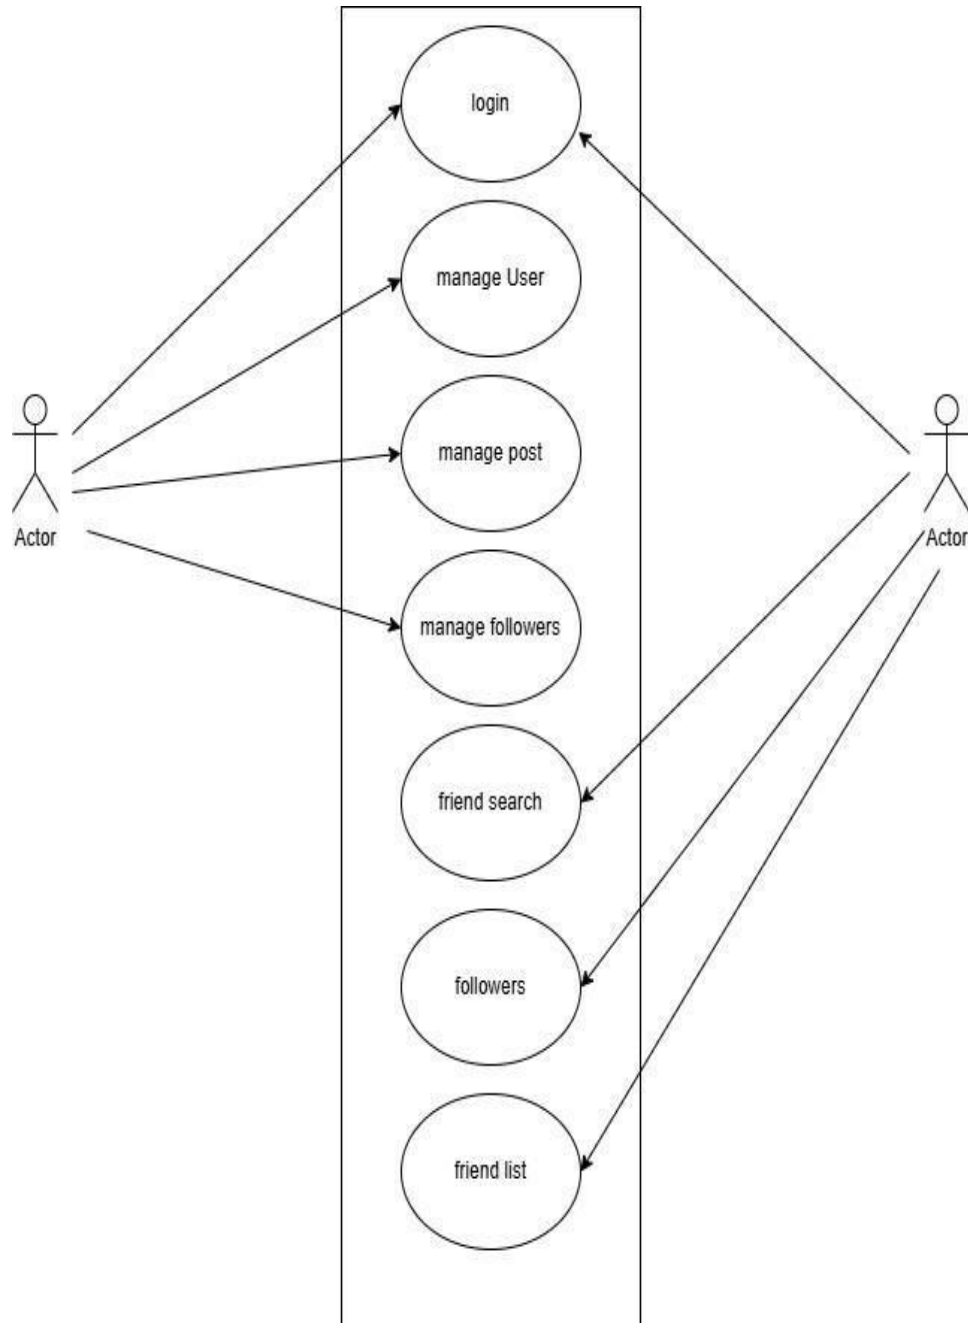 login
manage User
manage post
Actor
Actor
manage followers
friend search
followers
friend list